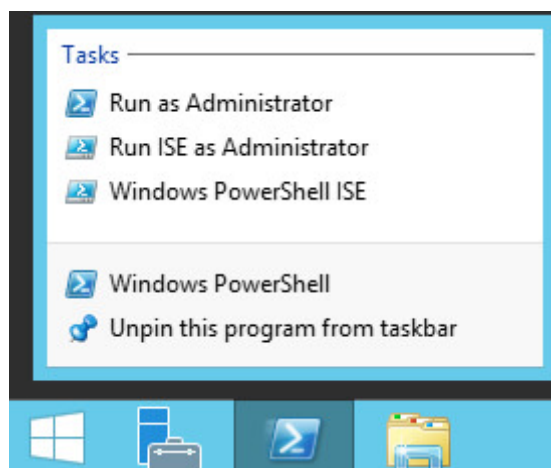 Tasks
Run as Administrator
Run ISE as Administrator
Windows PowerShell ISE
Windows PowerShell
Unpin this program from taskbar